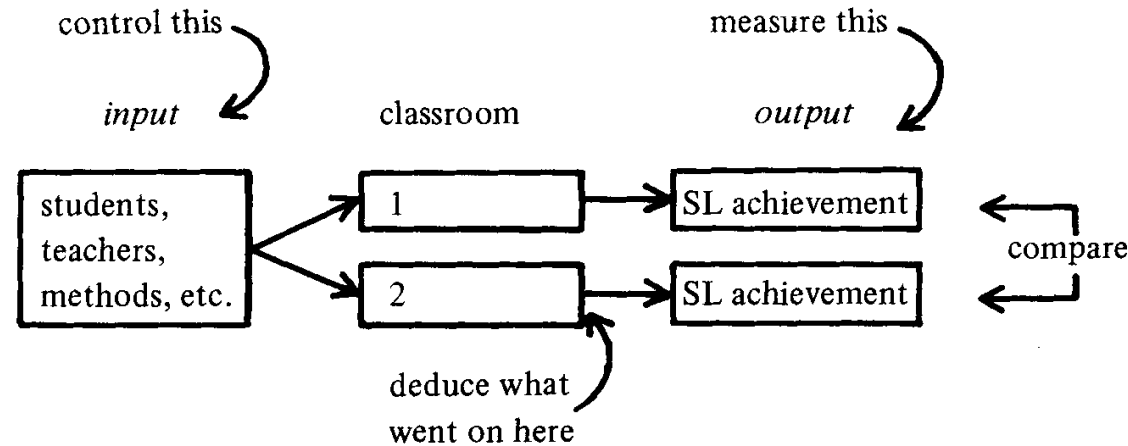 control this
measure this
input
classroom
output
students,
teachers,
methods, etc.
1
SL achievement
2
SL achievement
compare
deduce what
went on here